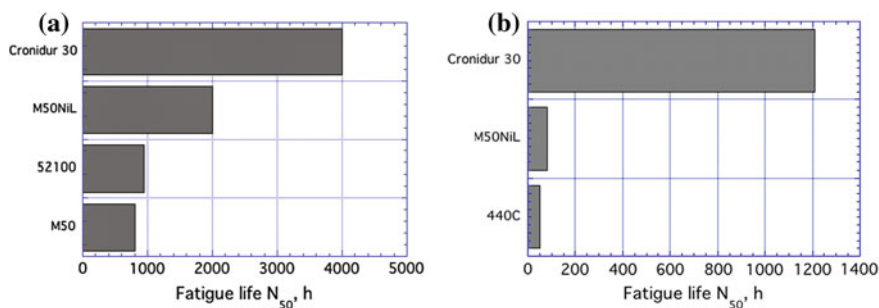 (a)
Cronidur 30
M50NiL
52100
M50
0 1000 2000 3000 4000 5000
Fatigue life N50, h
(b)
Cronidur 30
M50NiL
440C
0 200 400 600 800 1000 1200 1400
Fatigue life N50, h